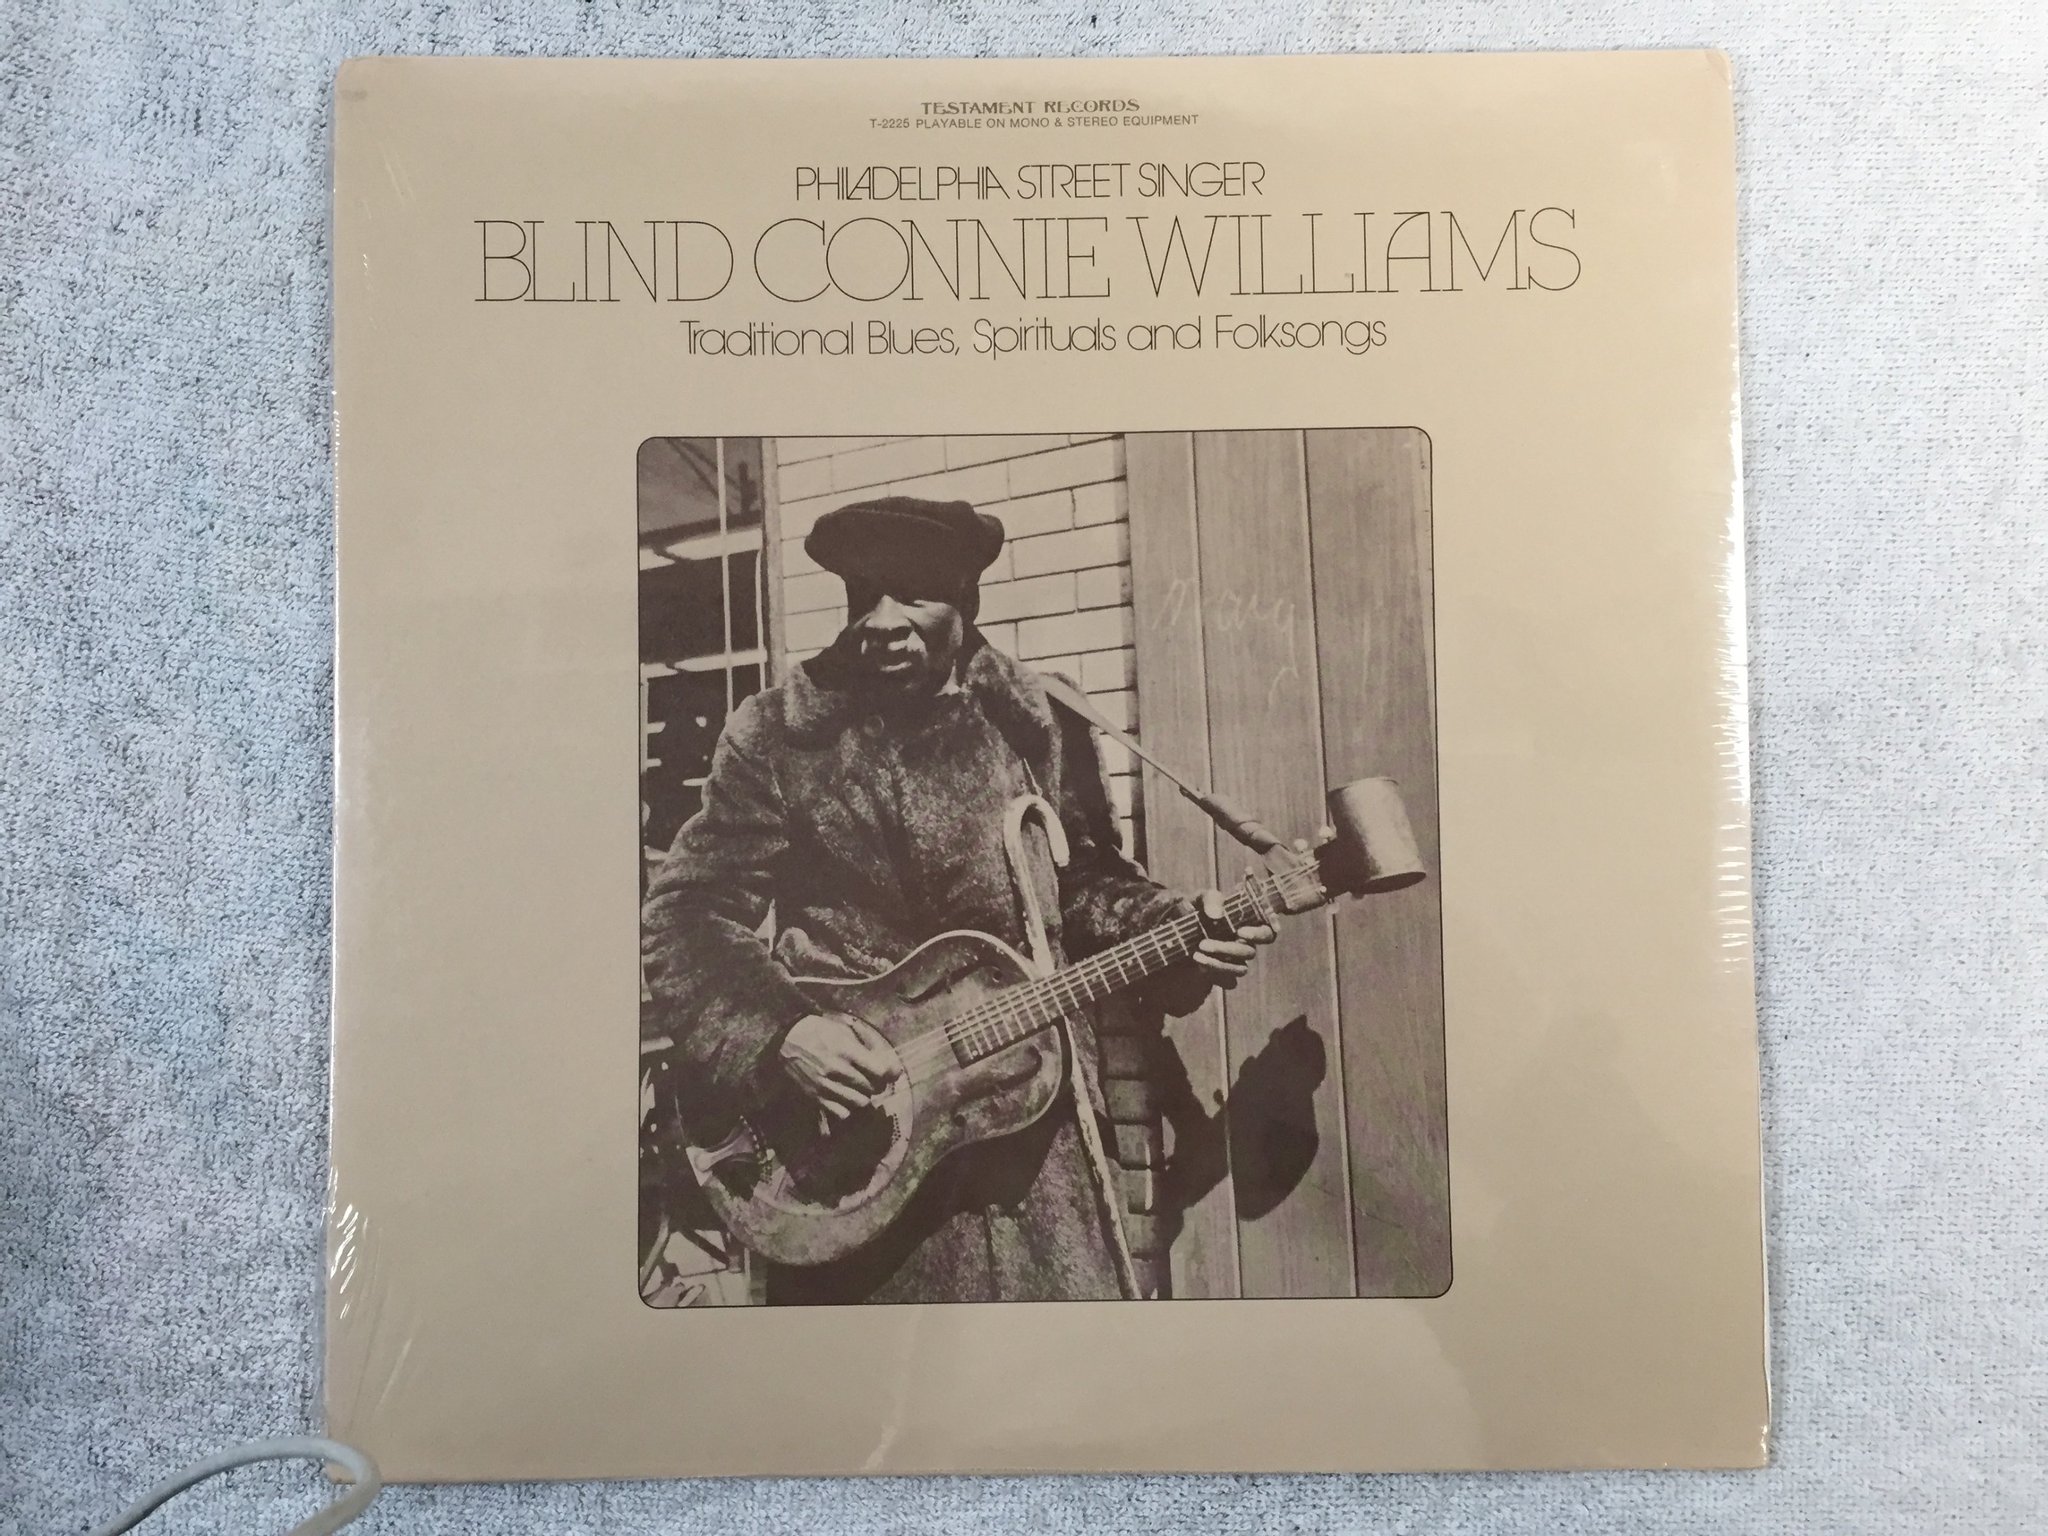 TESTAMENT RECORDS
T-2225 PLAYABLE ON MONO & STEREO EQUIPMENT
PHILADELPHIA STREET SINGER
BLIND CONNIE WILLIAMS
Traditional Blues, Spirituals and Folksongs
Mary